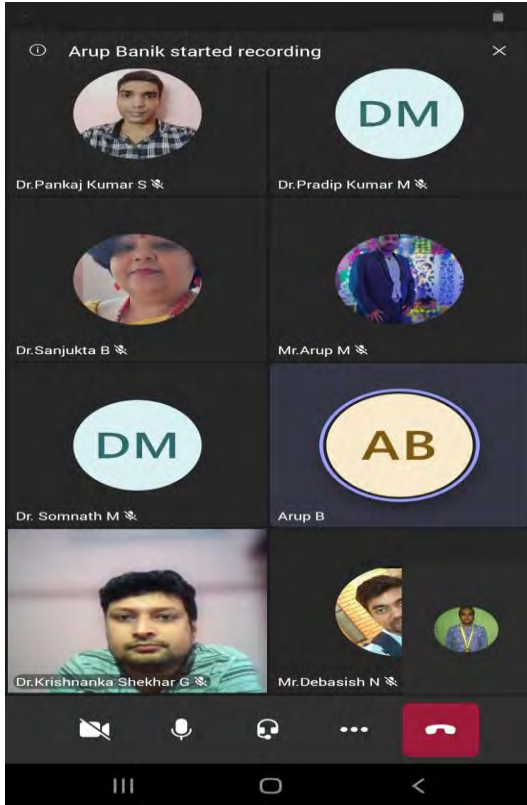 Arup Banik started recording
DM
Dr.Pankaj Kumar S
Dr.Pradip Kumar M
Dr.Sanjukta B
Mr.Arup M
DM
AB
Dr. Somnath M
Arup B
Dr.Krishnanka Shekhar G
Mr.Debasish N